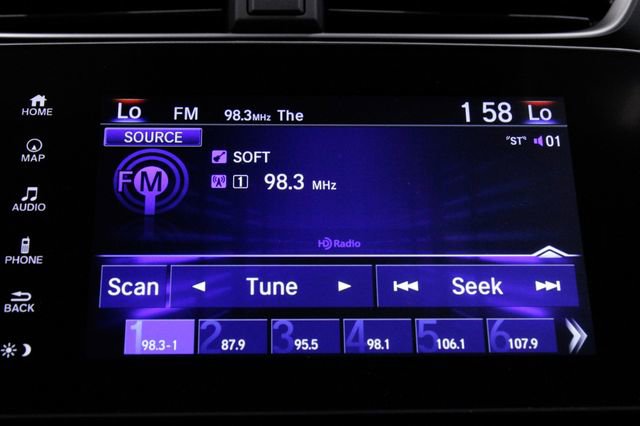 HOME
MAP
AUDIO
PHONE
BACK
Lo FM 98.3MHz The 1 58 Lo
SOURCE "ST" 01
FM
SOFT
1 98.3 MHz
HD Radio
Scan Tune Seek
1 98.3-1 2 87.9 3 95.5 4 98.1 5 106.1 6 107.9